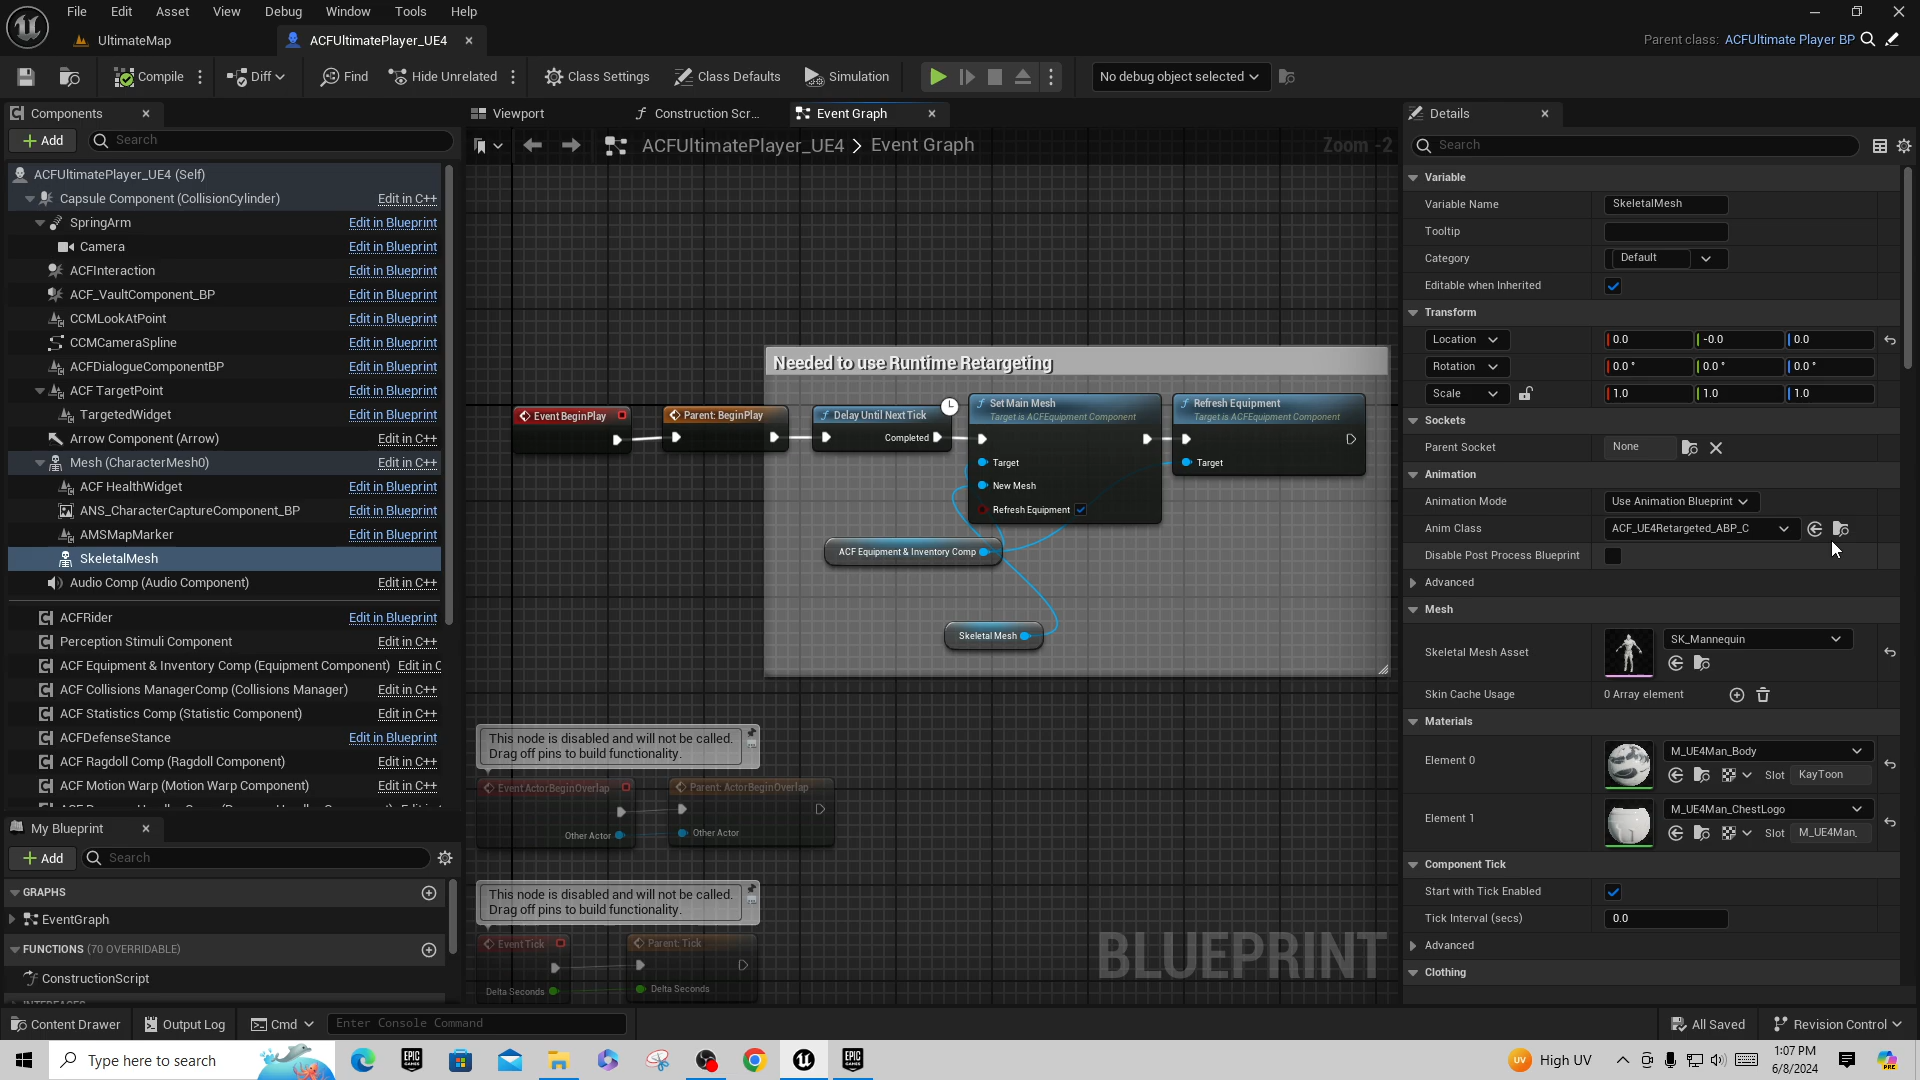 File Edit Asset View Debug Window Tools Help
UltimateMap
ACFUltimatePlayer_UE4
Parent class: ACFUltimate Player BP
Compile
Diff
Find
Hide Unrelated
Class Settings
Class Defaults
Simulation
No debug object selected
Components
Add
Search
ACFUltimatePlayer_UE4 (Self)
Capsule Component (CollisionCylinder) Edit in C++
SpringArm Edit in Blueprint
Camera Edit in Blueprint
ACFInteraction Edit in Blueprint
ACF_VaultComponent_BP Edit in Blueprint
CCMLookAtPoint Edit in Blueprint
CCMCameraSpline Edit in Blueprint
ACFDialogueComponentBP Edit in Blueprint
ACF TargetPoint Edit in Blueprint
TargetedWidget Edit in Blueprint
Arrow Component (Arrow) Edit in C++
Mesh (CharacterMesh0) Edit in C++
ACF HealthWidget Edit in Blueprint
ANS_CharacterCaptureComponent_BP Edit in Blueprint
AMSMapMarker Edit in Blueprint
SkeletalMesh
Audio Comp (Audio Component) Edit in C++
ACFRider Edit in Blueprint
Perception Stimuli Component Edit in C++
ACF Equipment & Inventory Comp (Equipment Component) Edit in C
ACF Collisions ManagerComp (Collisions Manager) Edit in C++
ACF Statistics Comp (Statistic Component) Edit in C++
ACFDefenseStance Edit in Blueprint
ACF Ragdoll Comp (Ragdoll Component) Edit in C++
ACF Motion Warp (Motion Warp Component) Edit in C++
My Blueprint
Add
Search
GRAPHS
EventGraph
FUNCTIONS (70 OVERRIDABLE)
ConstructionScript
Viewport
Construction Scr...
Event Graph
ACFUltimatePlayer_UE4 > Event Graph
Zoom -2
Needed to use Runtime Retargeting
Event BeginPlay
Parent: BeginPlay
Delay Until Next Tick
Completed
Set Main Mesh
Target is ACFEquipment Component
Target
New Mesh
Refresh Equipment
Refresh Equipment
Target is ACFEquipment Component
Target
ACF Equipment & Inventory Comp
Skeletal Mesh
This node is disabled and will not be called.
Drag off pins to build functionality.
Event ActorBeginOverlap
Other Actor
Parent: ActorBeginOverlap
Other Actor
This node is disabled and will not be called.
Drag off pins to build functionality.
Event Tick
Delta Seconds
Parent: Tick
Delta Seconds
BLUEPRINT
Details
Search
Variable
Variable Name SkeletalMesh
Tooltip
Category Default
Editable when Inherited
Transform
Location 0.0 -0.0 0.0
Rotation 0.0 ° 0.0 ° 0.0 °
Scale 1.0 1.0 1.0
Sockets
Parent Socket None
Animation
Animation Mode Use Animation Blueprint
Anim Class ACF_UE4Retargeted_ABP_C
Disable Post Process Blueprint
Advanced
Mesh
Skeletal Mesh Asset SK_Mannequin
Skin Cache Usage 0 Array element
Materials
Element 0 M_UE4Man_Body
Slot KayToon
Element 1 M_UE4Man_ChestLogo
Slot M_UE4Man_
Component Tick
Start with Tick Enabled
Tick Interval (secs) 0.0
Advanced
Clothing
Content Drawer
Output Log
Cmd
Enter Console Command
All Saved
Revision Control
Type here to search
EPIC GAMES
EPIC GAMES
UV High UV
1:07 PM
6/8/2024
PRE